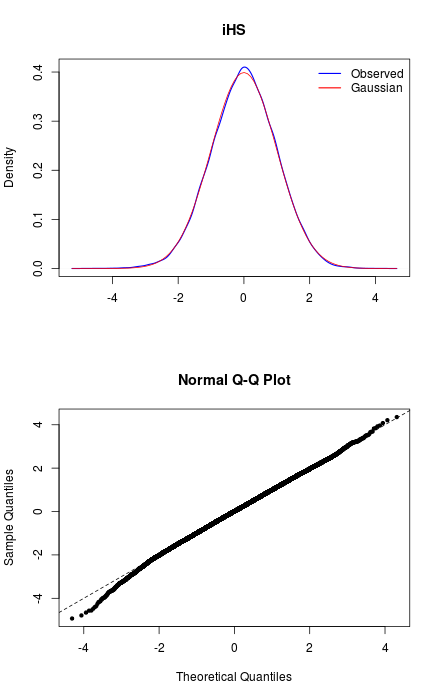 iHS
Density
0.0
0.1
0.2
0.3
0.4
Observed
Gaussian
-4
-2
0
2
4
Normal Q-Q Plot
Sample Quantiles
-4
-2
0
2
4
-4
-2
0
2
4
Theoretical Quantiles